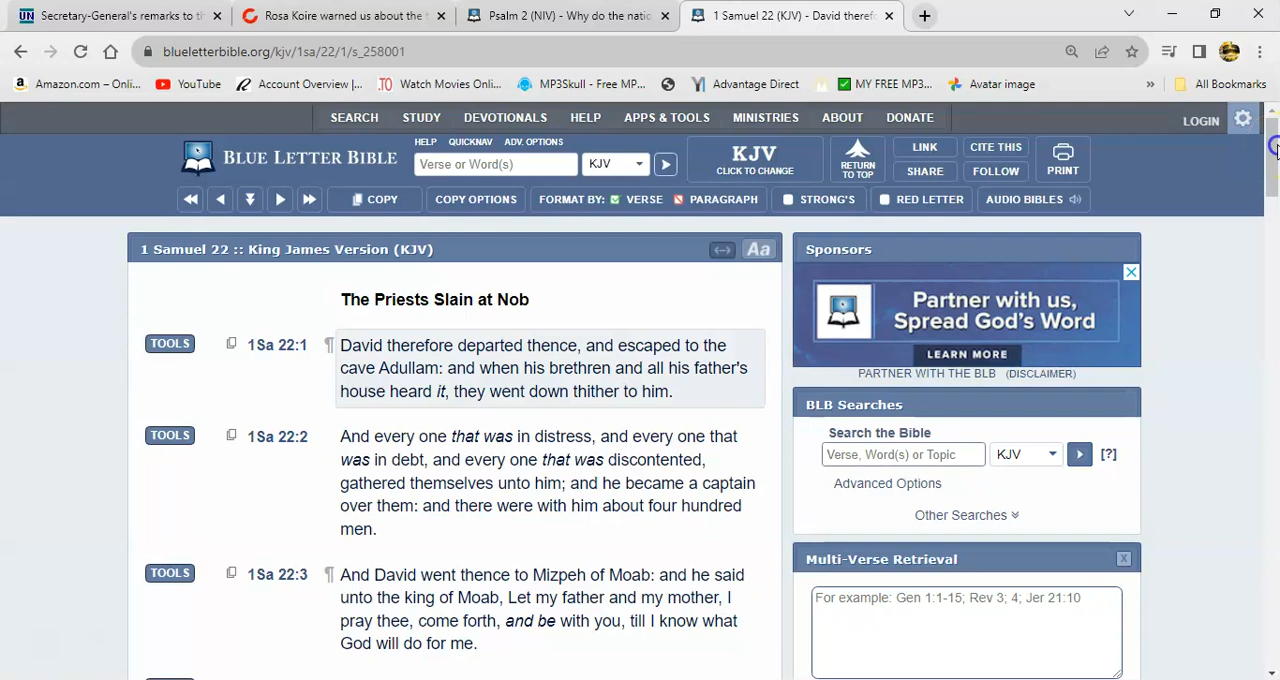 Secretary-General's remarks to th
Rosa Koire warned us about the
Psalm 2 (NIV) - Why do the natio
1 Samuel 22 (KJV) - David theref
blueletterbible.org/kjv/1sa/22/1/s_258001
Amazon.com – Onli...
YouTube
Account Overview |...
Watch Movies Onli...
MP3Skull - Free MP...
Advantage Direct
MY FREE MP3...
Avatar image
»
All Bookmarks
SEARCH
STUDY
DEVOTIONALS
HELP
APPS & TOOLS
MINISTRIES
ABOUT
DONATE
LOGIN
BLUE LETTER BIBLE
HELP
QUICKNAV
ADV. OPTIONS
Verse or Word(s)
KJV
KJV
CLICK TO CHANGE
RETURN
TO TOP
LINK
CITE THIS
SHARE
FOLLOW
PRINT
COPY
COPY OPTIONS
FORMAT BY:
VERSE
PARAGRAPH
STRONG'S
RED LETTER
AUDIO BIBLES
1 Samuel 22 :: King James Version (KJV)
Aa
The Priests Slain at Nob
TOOLS
1Sa 22:1
¶ David therefore departed thence, and escaped to the
cave Adullam: and when his brethren and all his father's
house heard it, they went down thither to him.
TOOLS
1Sa 22:2
And every one that was in distress, and every one that
was in debt, and every one that was discontented,
gathered themselves unto him; and he became a captain
over them: and there were with him about four hundred
men.
TOOLS
1Sa 22:3
¶ And David went thence to Mizpeh of Moab: and he said
unto the king of Moab, Let my father and my mother, I
pray thee, come forth, and be with you, till I know what
God will do for me.
Sponsors
Partner with us,
Spread God's Word
LEARN MORE
PARTNER WITH THE BLB (DISCLAIMER)
BLB Searches
Search the Bible
Verse, Word(s) or Topic
KJV
[?]
Advanced Options
Other Searches
Multi-Verse Retrieval
x
For example: Gen 1:1-15; Rev 3; 4; Jer 21:10